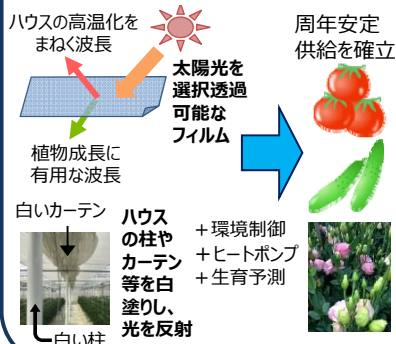 ハウスの高温化を
まねく波長
太陽光を
選択透過
可能な
フィルム
植物成長に
有用な波長
周年安定
供給を確立
白いカーテン
ハウス
の柱や
カーテン
等を白
塗りし、
光を反射
白い柱
＋環境制御
＋ヒートポンプ
＋生育予測